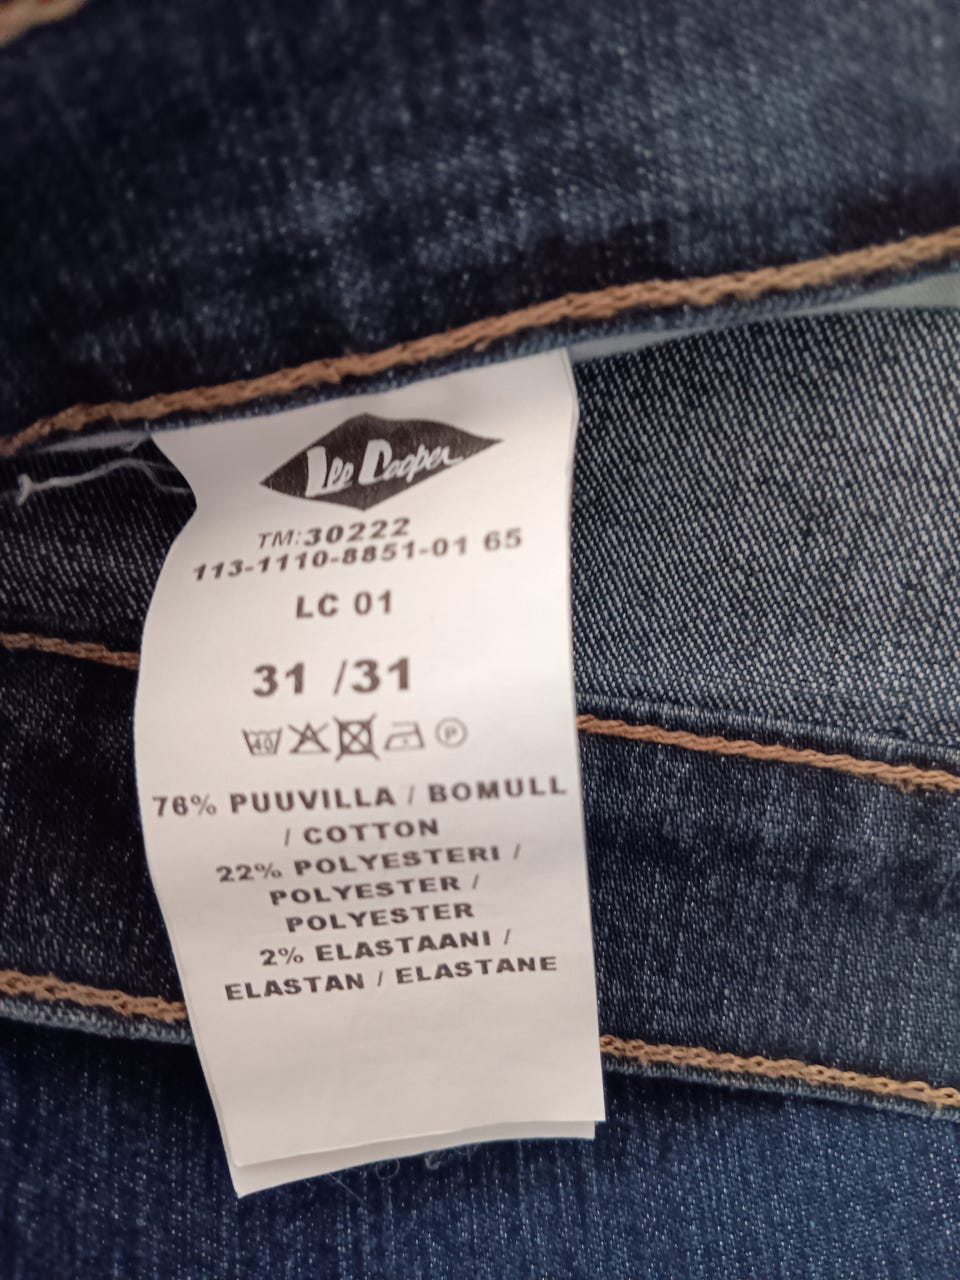 Lee Cooper
TM:30222
113-1110-8851-01 65
LC 01
31 /31
40 P
76% PUUVILLA / BOMULL
/ COTTON
22% POLYESTERI /
POLYESTER /
POLYESTER
2% ELASTAANI /
ELASTAN / ELASTANE